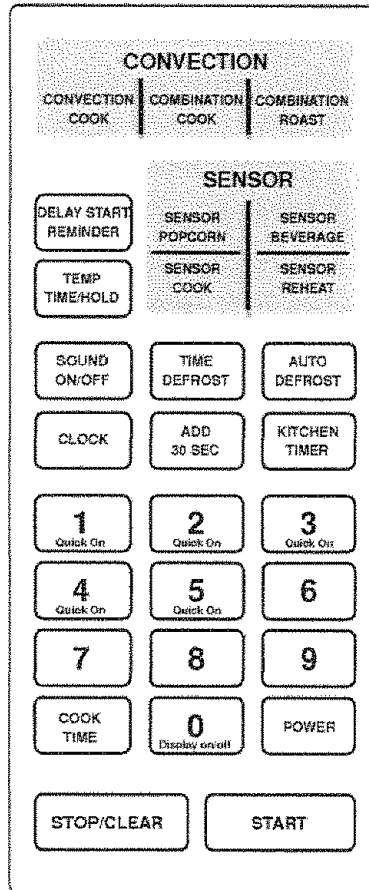 CONVECTION
CONVECTION COMBINATION COMBINATION
COOK COOK ROAST
SENSOR
DELAY START
REMINDER
SENSOR SENSOR
POPCORN BEVERAGE
TEMP
TIME/HOLD
SENSOR SENSOR
COOK REHEAT
SOUND TIME AUTO
ON/OFF DEFROST DEFROST
CLOCK
ADD KITCHEN
30 SEC TIMER
1 2 3
Quick On Quick On Quick On
4 5 6
Quick On Quick On
7 8 9
COOK
TIME
0
Display on/off
POWER
STOP/CLEAR START